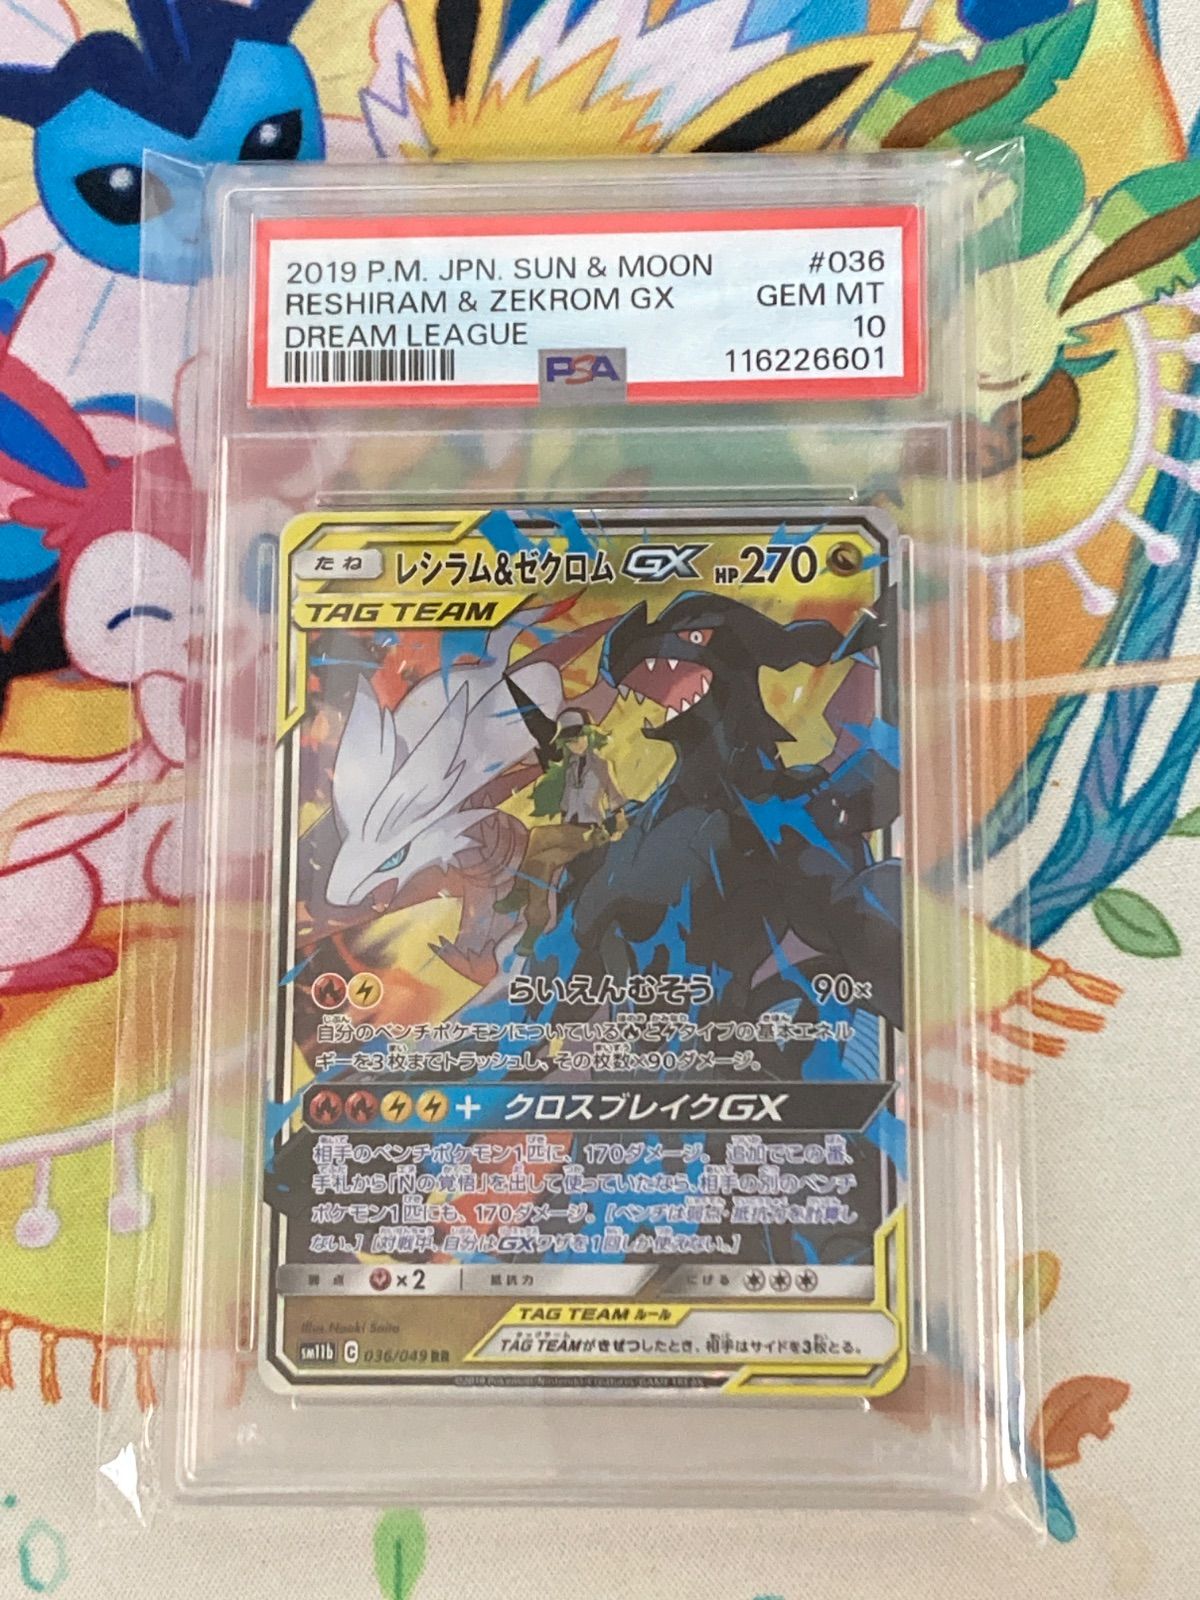 2019 P.M. JPN. SUN & MOON #036
RESHIRAM & ZEKROM GX GEM MT
DREAM LEAGUE 10
PSA 116226601
たね レシラム&ゼクロム GX HP270
TAG TEAM
らいえんむそう 90×
自分のベンチポケモンについている と タイプの基本エネル
ギーを3枚までトラッシュし、その枚数×90ダメージ。
+ クロスブレイクGX
相手のベンチポケモン1匹に、170ダメージ。追加でこの番、
手札から「Nの覚悟」を出して使っていたなら、相手の別のベンチ
ポケモン1匹にも、170ダメージ。[ベンチは弱点・抵抗力を計算し
ない。][対戦中、自分はGXワザを1回しか使えない。]
弱点 ×2 抵抗力 にげる
TAG TEAM ルール
Illus. Naoki Saito
TAG TEAMがきぜつしたとき、相手はサイドを3枚とる。
sm11b C 036/049 RR
©2019 Pokémon/Nintendo/Creatures/GAME FREAK